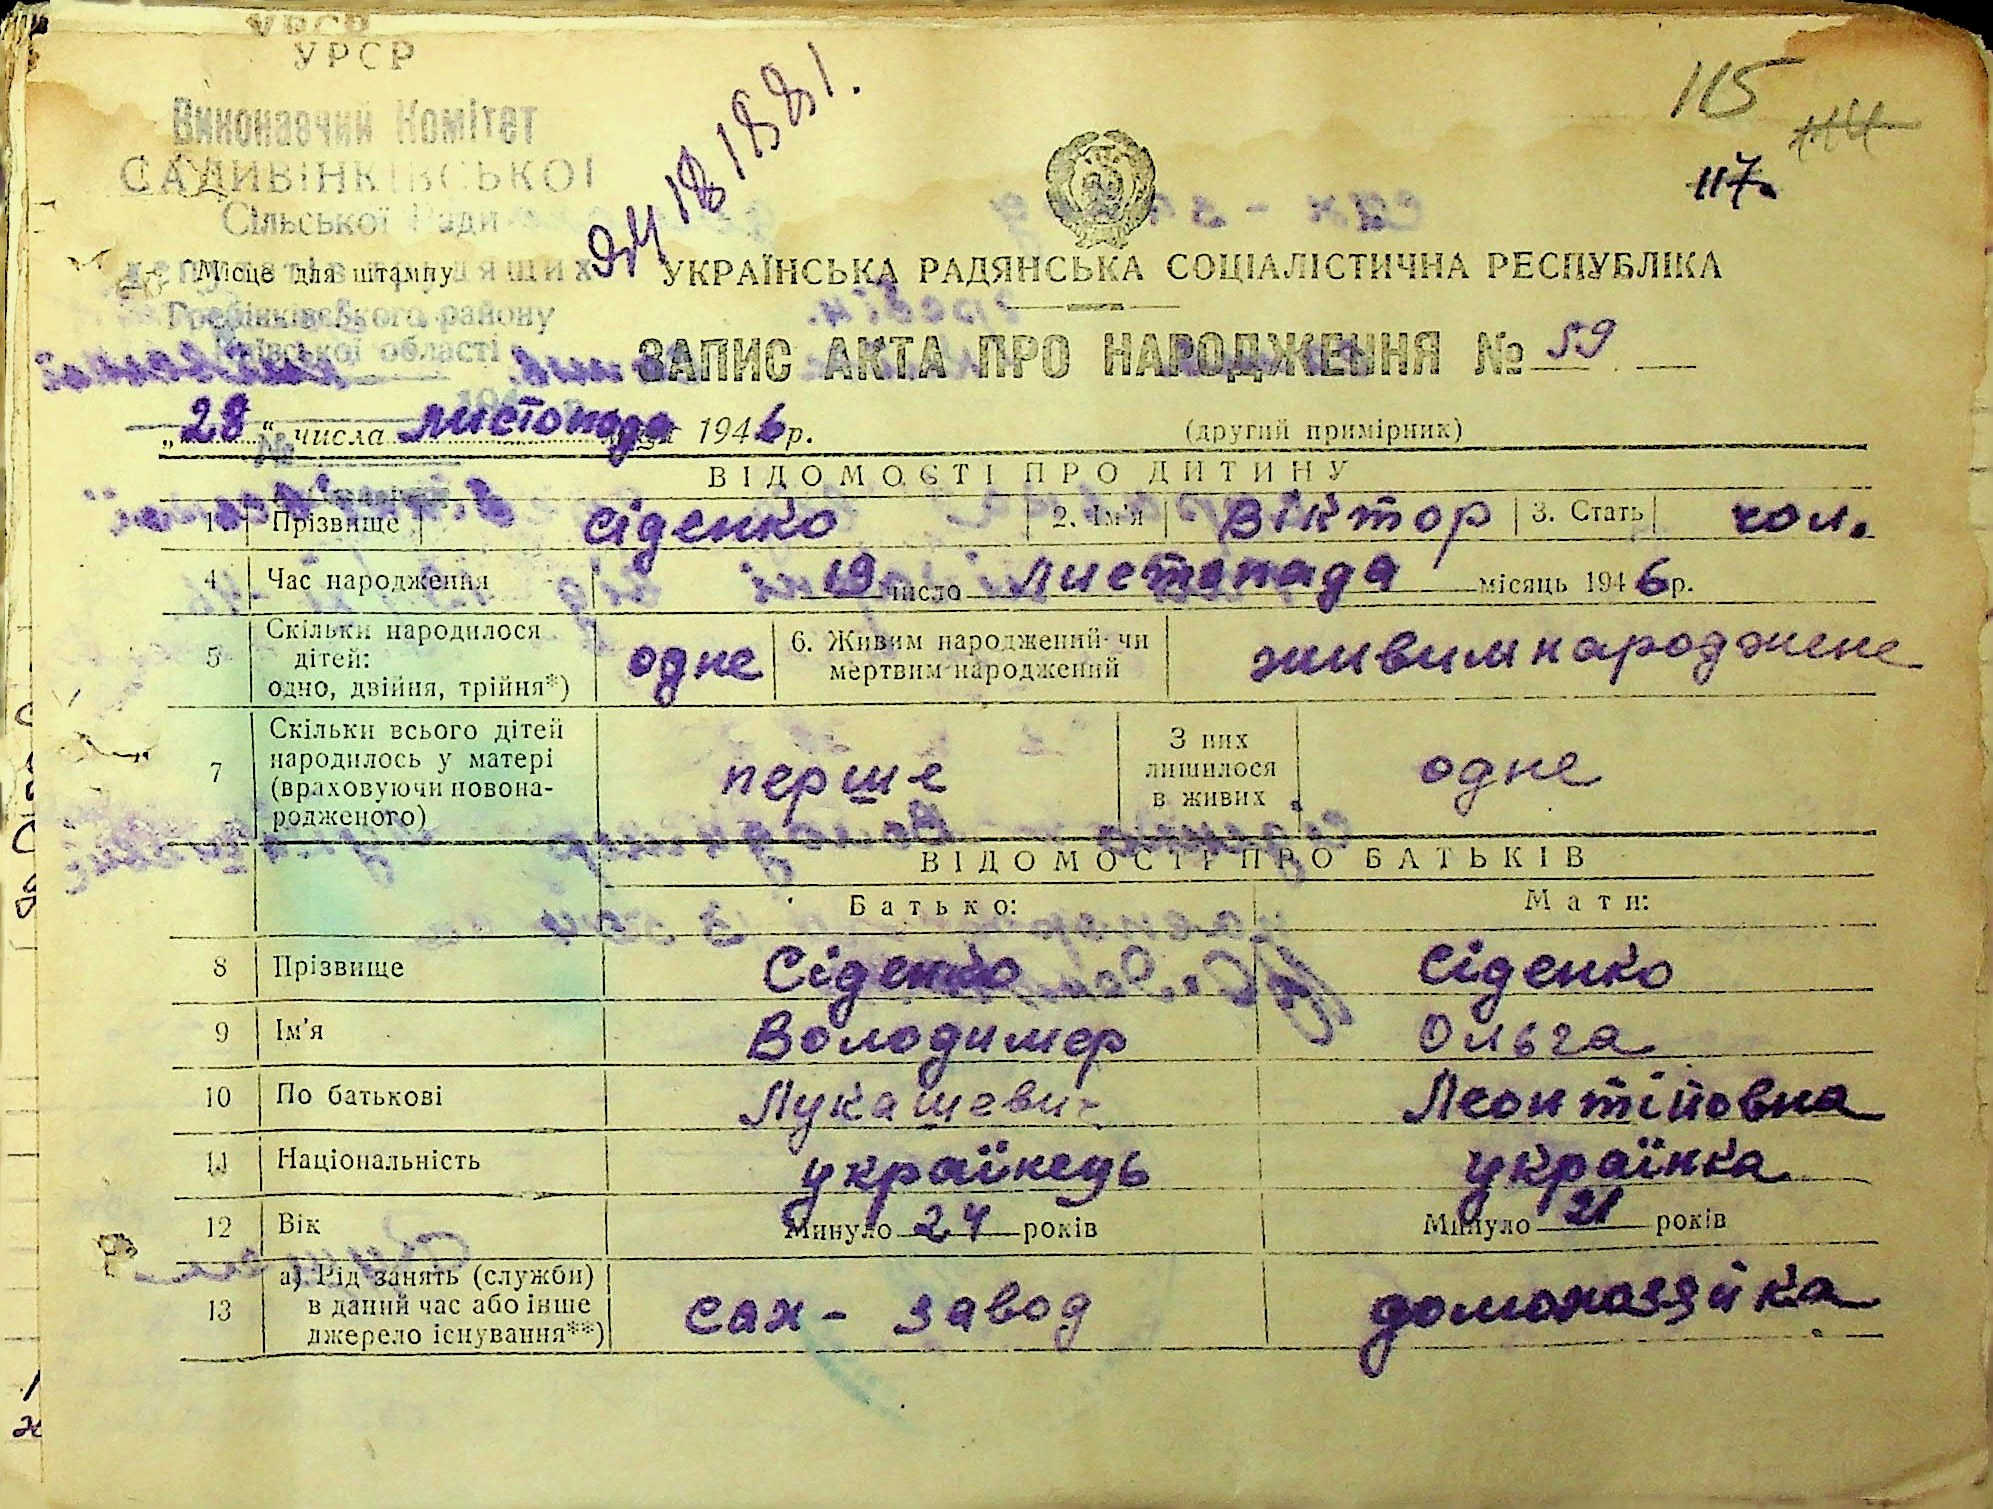 УРСР
УРСР
Виконавчий Комітет
САДИВІНКІВСЬКОЇ
Сільської Ради
Місце для штампу
району
Київської області
115
114
117.
УКРАЇНСЬКА РАДЯНСЬКА СОЦІАЛІСТИЧНА РЕСПУБЛІКА
ЗАПИС АКТА ПРО НАРОДЖЕННЯ № 59
„28“ числа листопада 1946 р.
(другий примірник)
№
ВІДОМОСТІ ПРО ДИТИНУ
1 Прізвище Сіденко 2. Ім'я Віктор 3. Стать чол.
4 Час народження 19 число Листопада місяць 1946 р.
5 Скільки народилося дітей: одно, двійня, трійня*) одне 6. Живим народжений чи мертвим народжений живим народжене
7 Скільки всього дітей народилось у матері (враховуючи новонародженого) перше З них лишилося в живих одне
ВІДОМОСТІ ПРО БАТЬКІВ
Батько: Мати:
8 Прізвище Сіденко Сіденко
9 Ім'я Володимер Ольга
10 По батькові Лукашевич Леонтіївна
11 Національність українець українка
12 Вік Минуло 24 років Минуло 21 років
13 а) Рід занять (служби) в даний час або інше джерело існування**) сах-завод домохазяйка